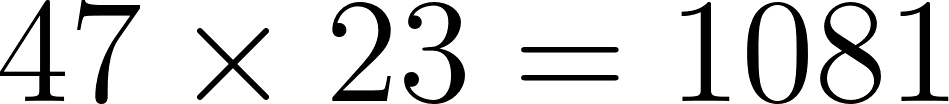 47 × 23 = 1081